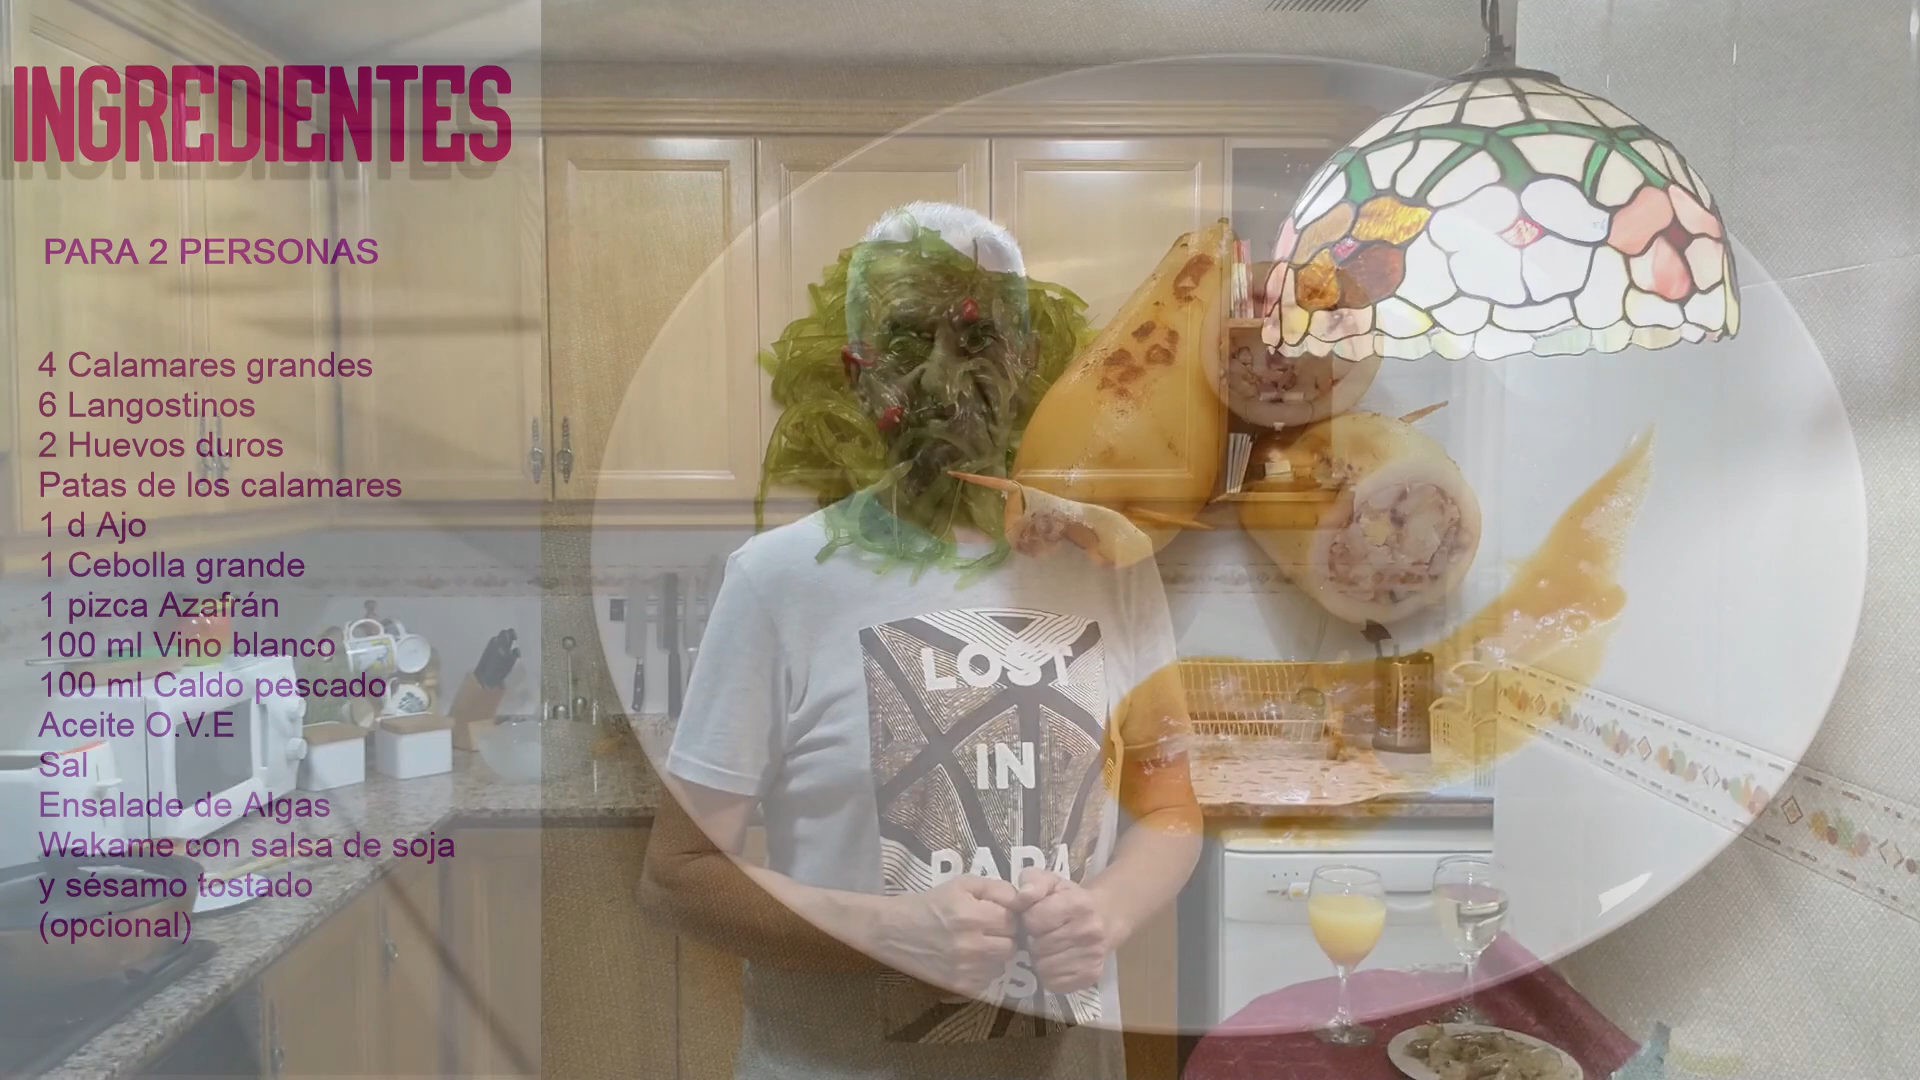 INGREDIENTES
PARA 2 PERSONAS
4 Calamares grandes
6 Langostinos
2 Huevos duros
Patas de los calamares
1 d Ajo
1 Cebolla grande
1 pizca Azafrán
100 ml Vino blanco
100 ml Caldo pescado
Aceite O.V.E
Sal
Ensalade de Algas
Wakame con salsa de soja
y sésamo tostado
(opcional)
LOST
IN
PARA